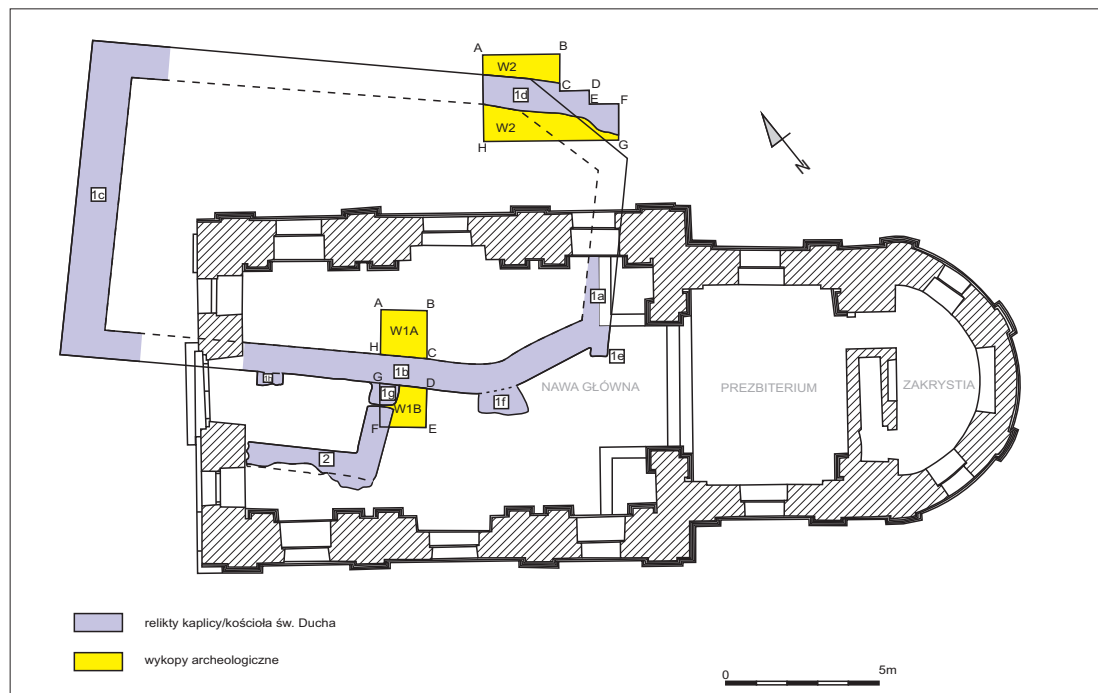 A
B
W2
C
D
1d
E
F
W2
H
G
N
1c
1a
A
B
W1A
H
C
1b
1e
G
D
NAWA GŁÓWNA
PREZBITERIUM
ZAKRYSTIA
1h
1g
1f
W1B
F
E
2
relikty kaplicy/kościoła św. Ducha
wykopy archeologiczne
0
5m